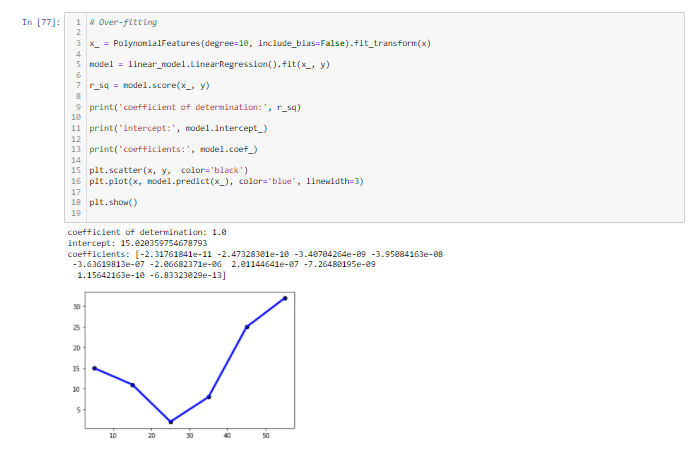 In [77]:
1 # Over-fitting
2
3 x_ = PolynomialFeatures(degree=10, include_bias=False).fit_transform(x)
4
5 model = linear_model.LinearRegression().fit(x_, y)
6
7 r_sq = model.score(x_, y)
8
9 print('coefficient of determination:', r_sq)
10
11 print('intercept:', model.intercept_)
12
13 print('coefficients:', model.coef_)
14
15 plt.scatter(x, y,  color='black')
16 plt.plot(x, model.predict(x_), color='blue', linewidth=3)
17
18 plt.show()
19
coefficient of determination: 1.0
intercept: 15.020359754678793
coefficients: [-2.31761841e-11 -2.47328301e-10 -3.40704264e-09 -3.95084163e-08
-3.63619813e-07 -2.06682371e-06  2.01144641e-07 -7.26480195e-09
1.15642163e-10 -6.83323029e-13]
30
25
20
15
10
5
10 20 30 40 50